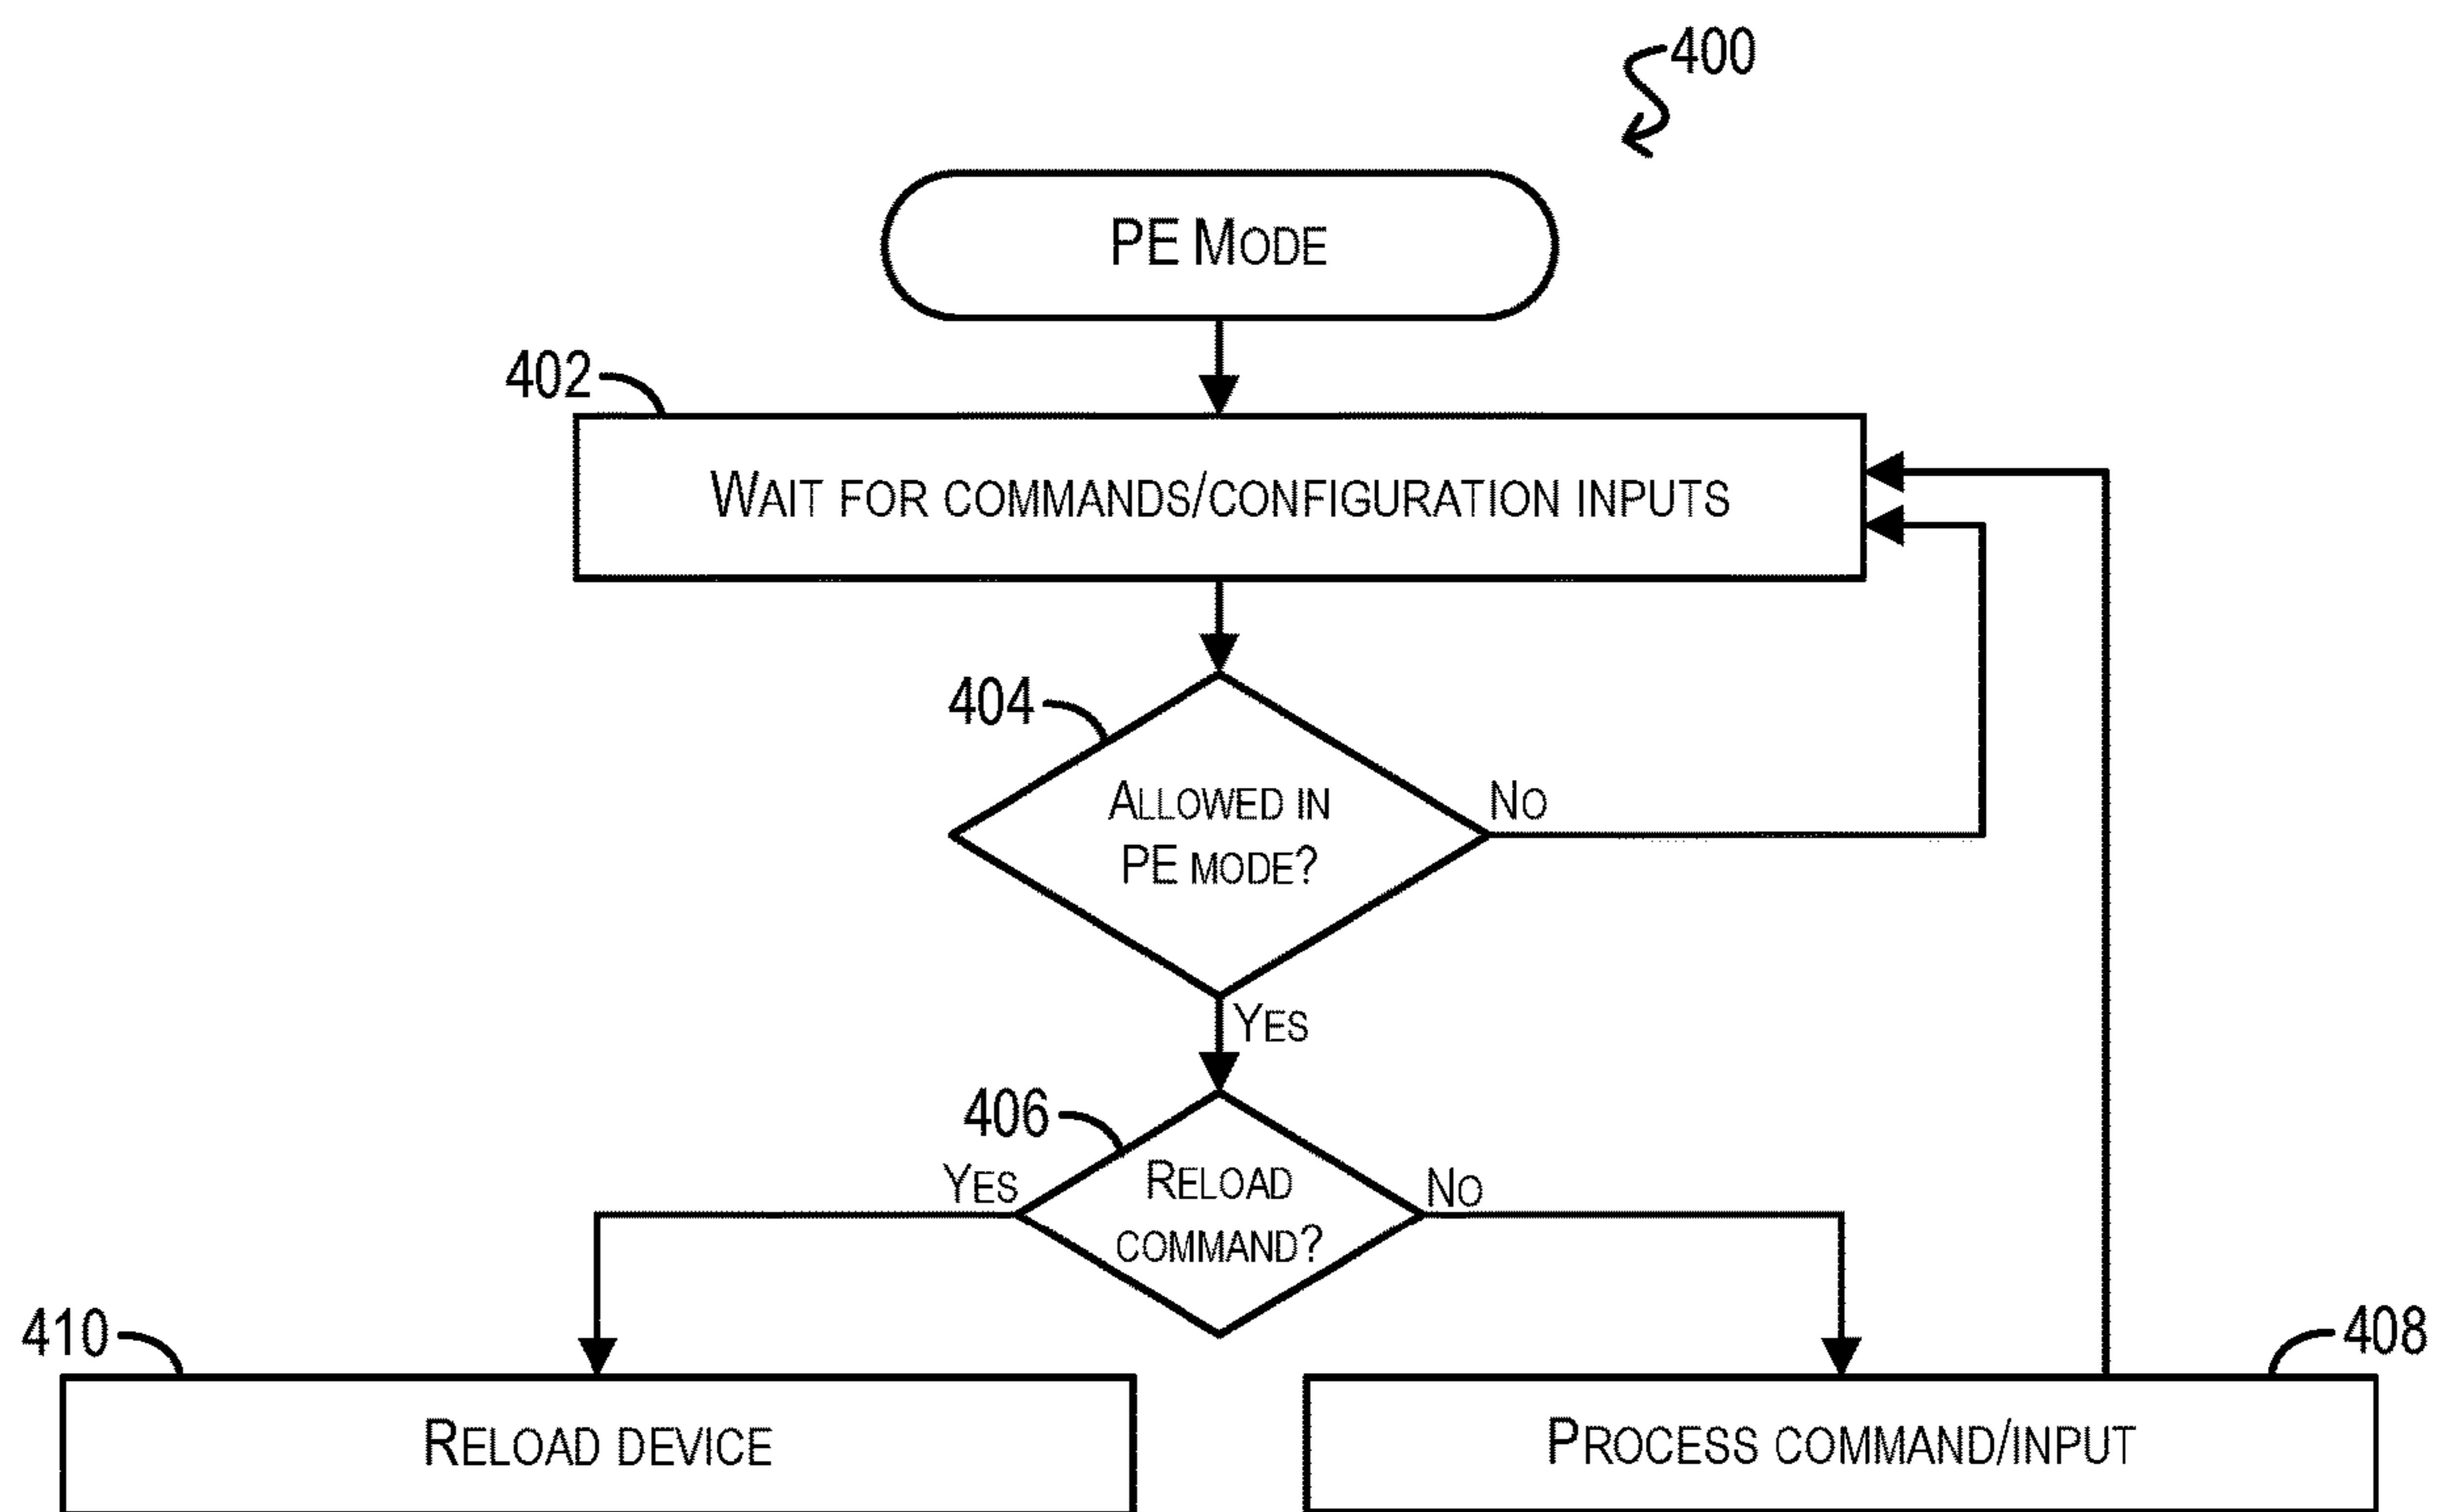 400
PE MODE
402
WAIT FOR COMMANDS/CONFIGURATION INPUTS
404
ALLOWED IN
PE MODE?
NO
YES
406
YES
RELOAD
COMMAND?
NO
410
408
RELOAD DEVICE
PROCESS COMMAND/INPUT